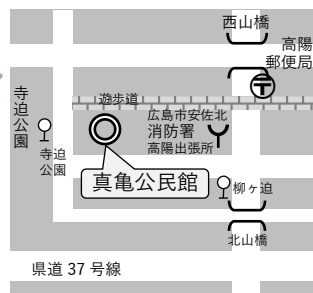 西山橋
高陽
郵便局
遊歩道
寺迫公園
広島市安佐北
消防署
高陽出張所
寺迫
公園
真亀公民館
柳ヶ迫
北山橋
県道 37 号線